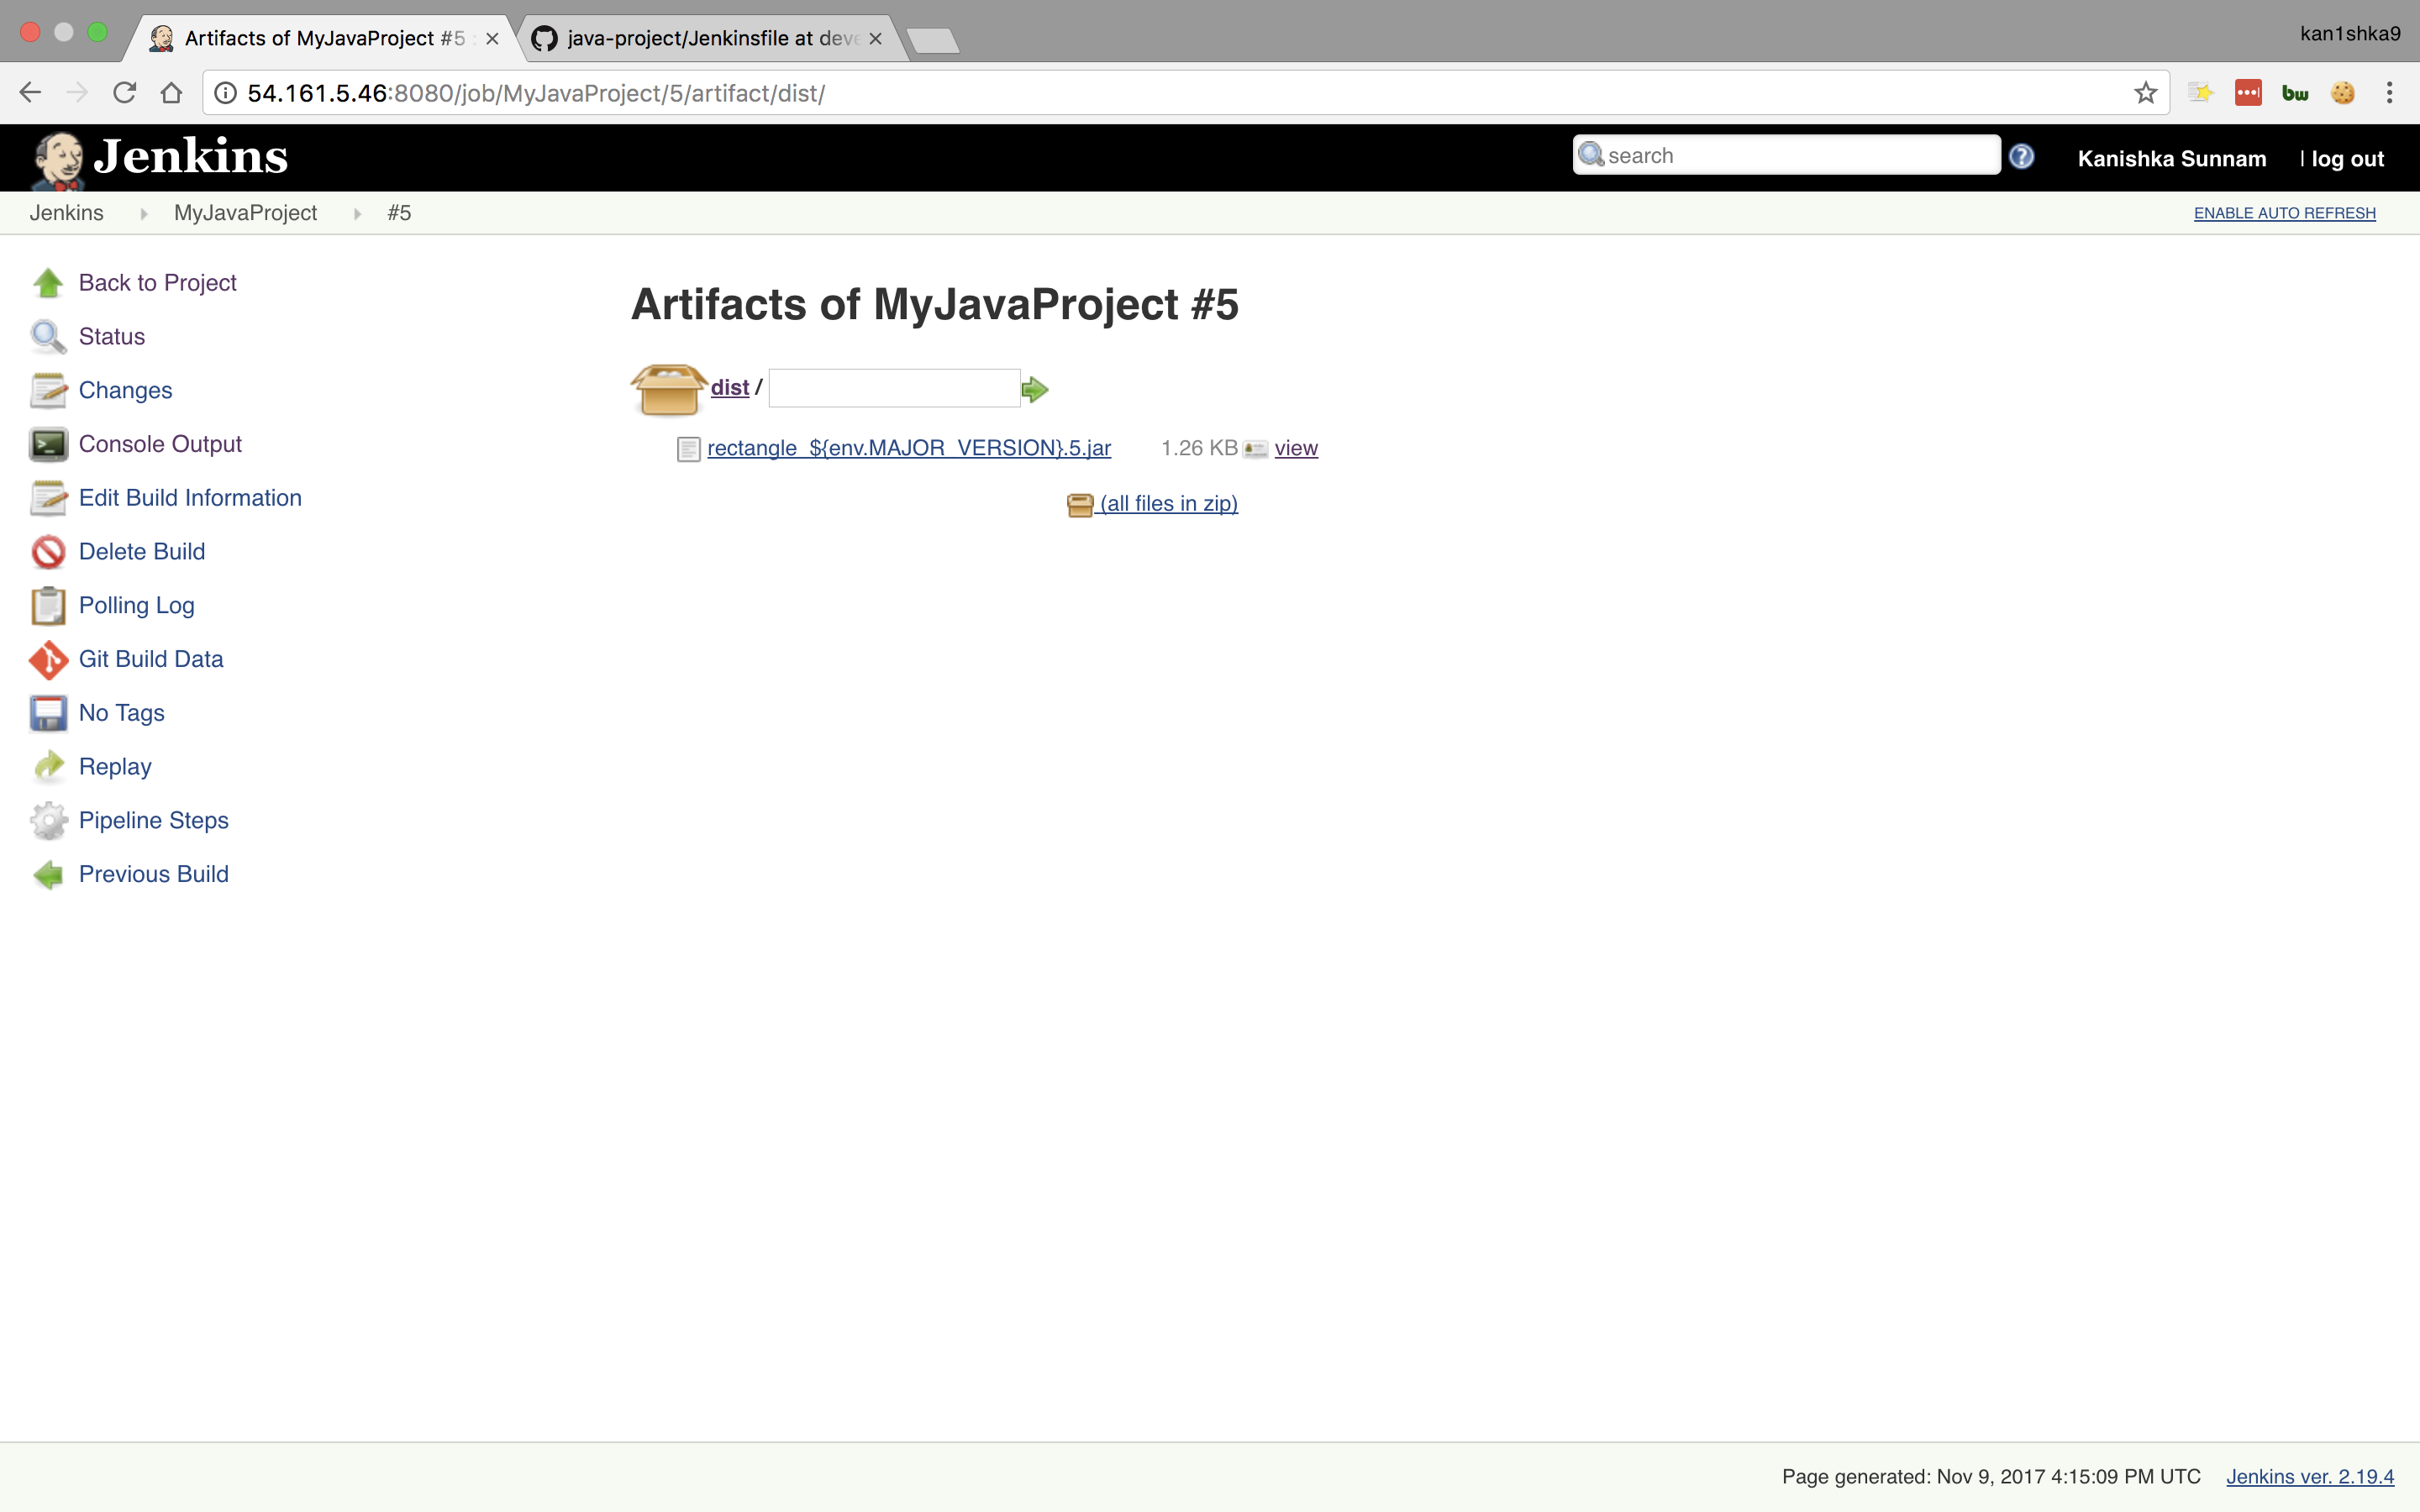 Artifacts of MyJavaProject #5
java-project/Jenkinsfile at deve
kan1shka9
54.161.5.46:8080/job/MyJavaProject/5/artifact/dist/
bw
Jenkins
search
Kanishka Sunnam | log out
Jenkins MyJavaProject #5
ENABLE AUTO REFRESH
Back to Project
Status
Changes
Console Output
Edit Build Information
Delete Build
Polling Log
Git Build Data
No Tags
Replay
Pipeline Steps
Previous Build
Artifacts of MyJavaProject #5
dist /
rectangle_${env.MAJOR_VERSION}.5.jar 1.26 KB view
(all files in zip)
Page generated: Nov 9, 2017 4:15:09 PM UTC Jenkins ver. 2.19.4